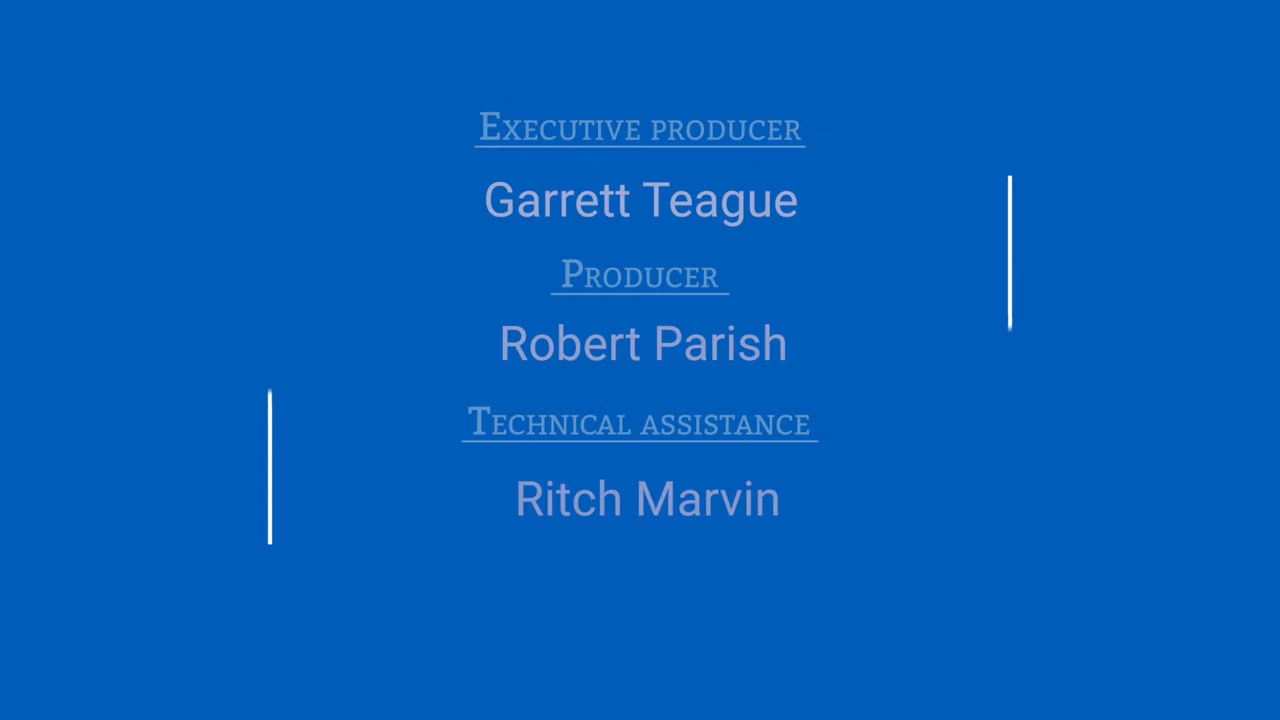 Executive producer
Garrett Teague
Producer
Robert Parish
Technical assistance
Ritch Marvin